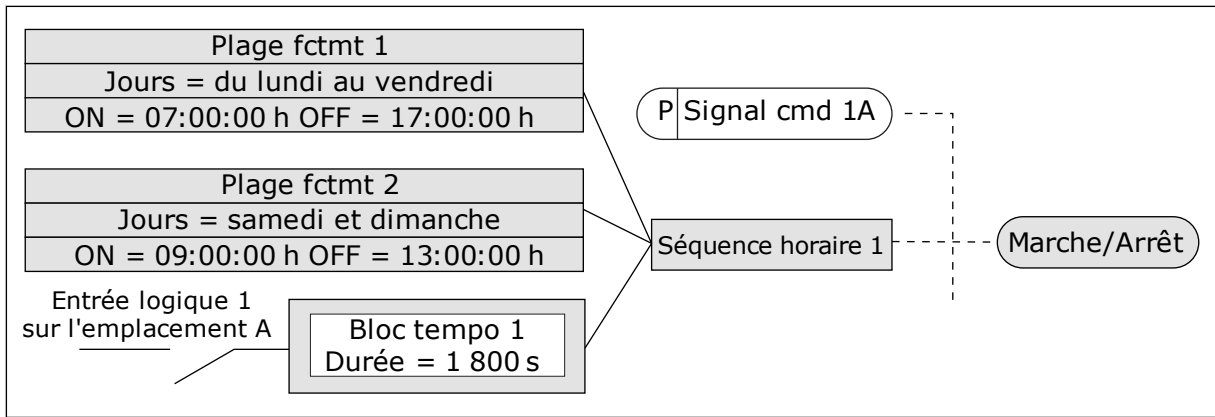 Plage fctmt 1
Jours = du lundi au vendredi
ON = 07:00:00 h OFF = 17:00:00 h
P Signal cmd 1A
Plage fctmt 2
Jours = samedi et dimanche
ON = 09:00:00 h OFF = 13:00:00 h
Séquence horaire 1
Marche/Arrêt
Entrée logique 1
sur l'emplacement A
Bloc tempo 1
Durée = 1 800 s